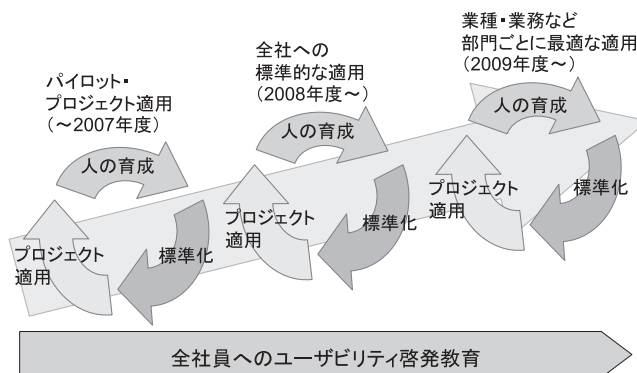 パイロット・
プロジェクト適用
(～2007年度)
人の育成
プロジェクト
適用
標準化
全社への
標準的な適用
(2008年度～)
人の育成
プロジェクト
適用
標準化
業種・業務など
部門ごとに最適な適用
(2009年度～)
人の育成
プロジェクト
適用
標準化
全社員へのユーザビリティ啓発教育